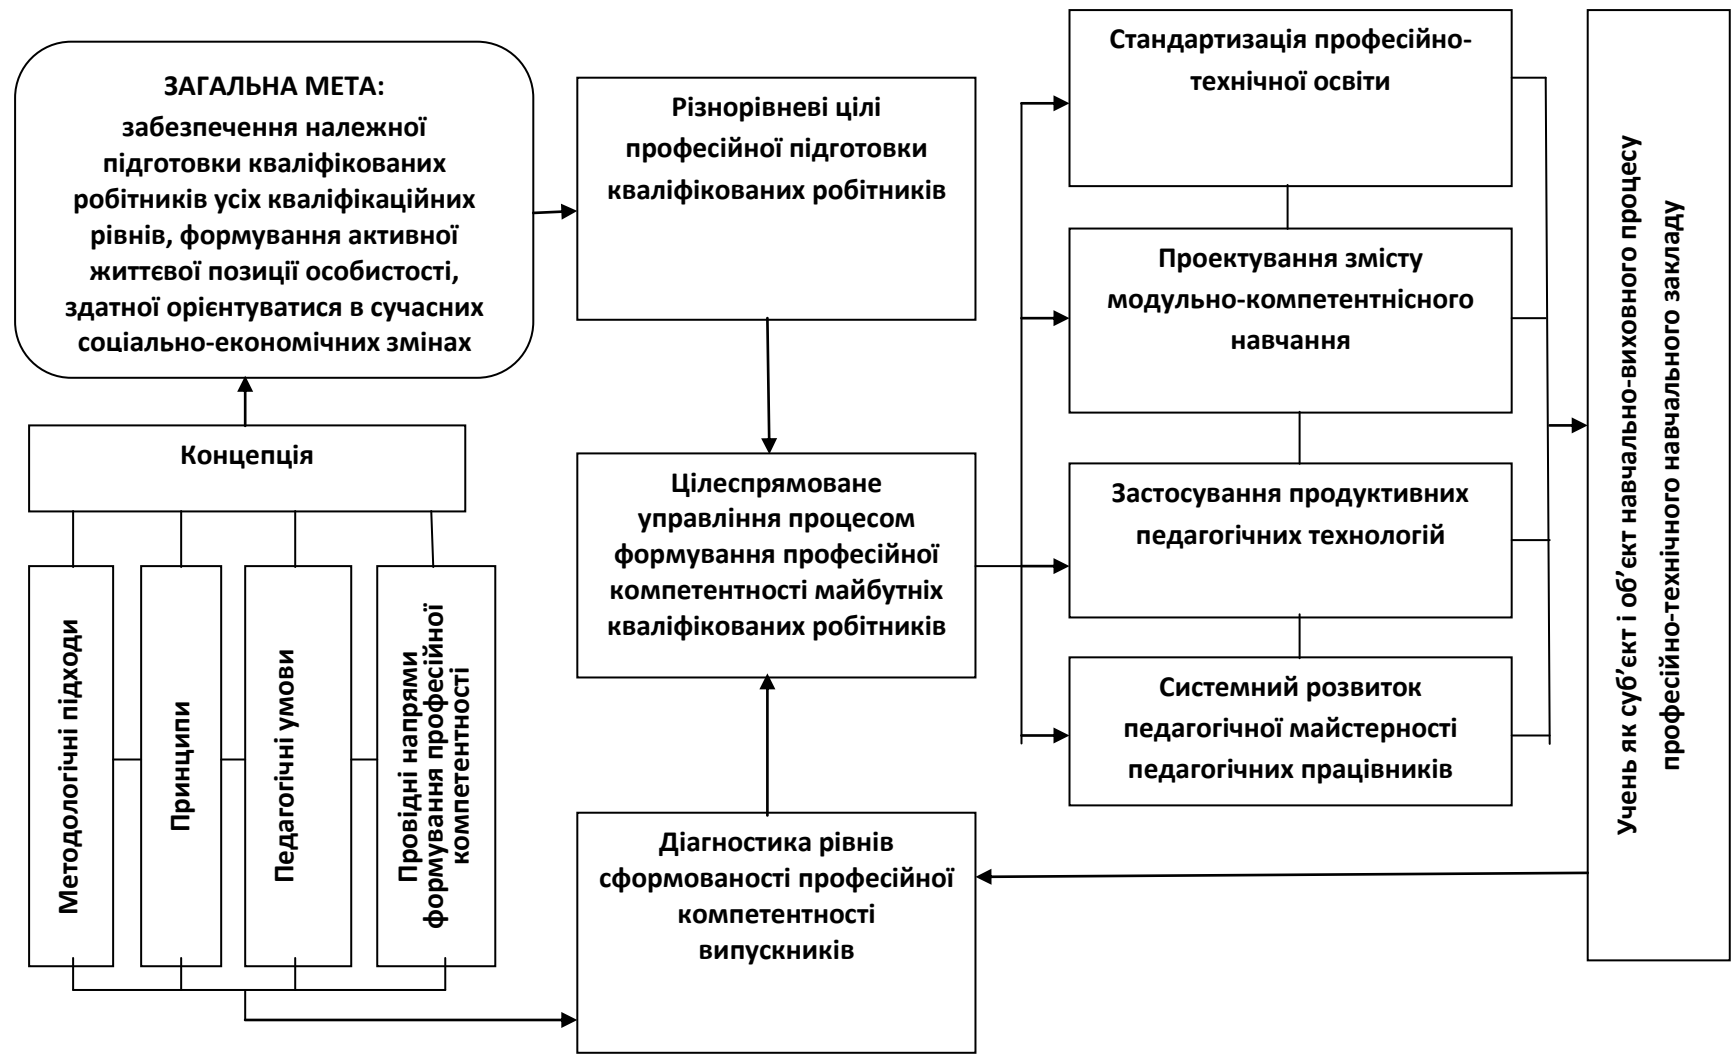 ЗАГАЛЬНА МЕТА:
забезпечення належної
підготовки кваліфікованих
робітників усіх кваліфікаційних
рівнів, формування активної
життєвої позиції особистості,
здатної орієнтуватися в сучасних
соціально-економічних змінах
Концепція
Методологічні підходи
Принципи
Педагогічні умови
Провідні напрями
формування професійної
компетентності
Різнорівневі цілі
професійної підготовки
кваліфікованих робітників
Цілеспрямоване
управління процесом
формування професійної
компетентності майбутніх
кваліфікованих робітників
Діагностика рівнів
сформованості професійної
компетентності
випускників
Стандартизація професійно-
технічної освіти
Проектування змісту
модульно-компетентнісного
навчання
Застосування продуктивних
педагогічних технологій
Системний розвиток
педагогічної майстерності
педагогічних працівників
Учень як суб’єкт і об’єкт навчально-виховного процесу
професійно-технічного навчального закладу